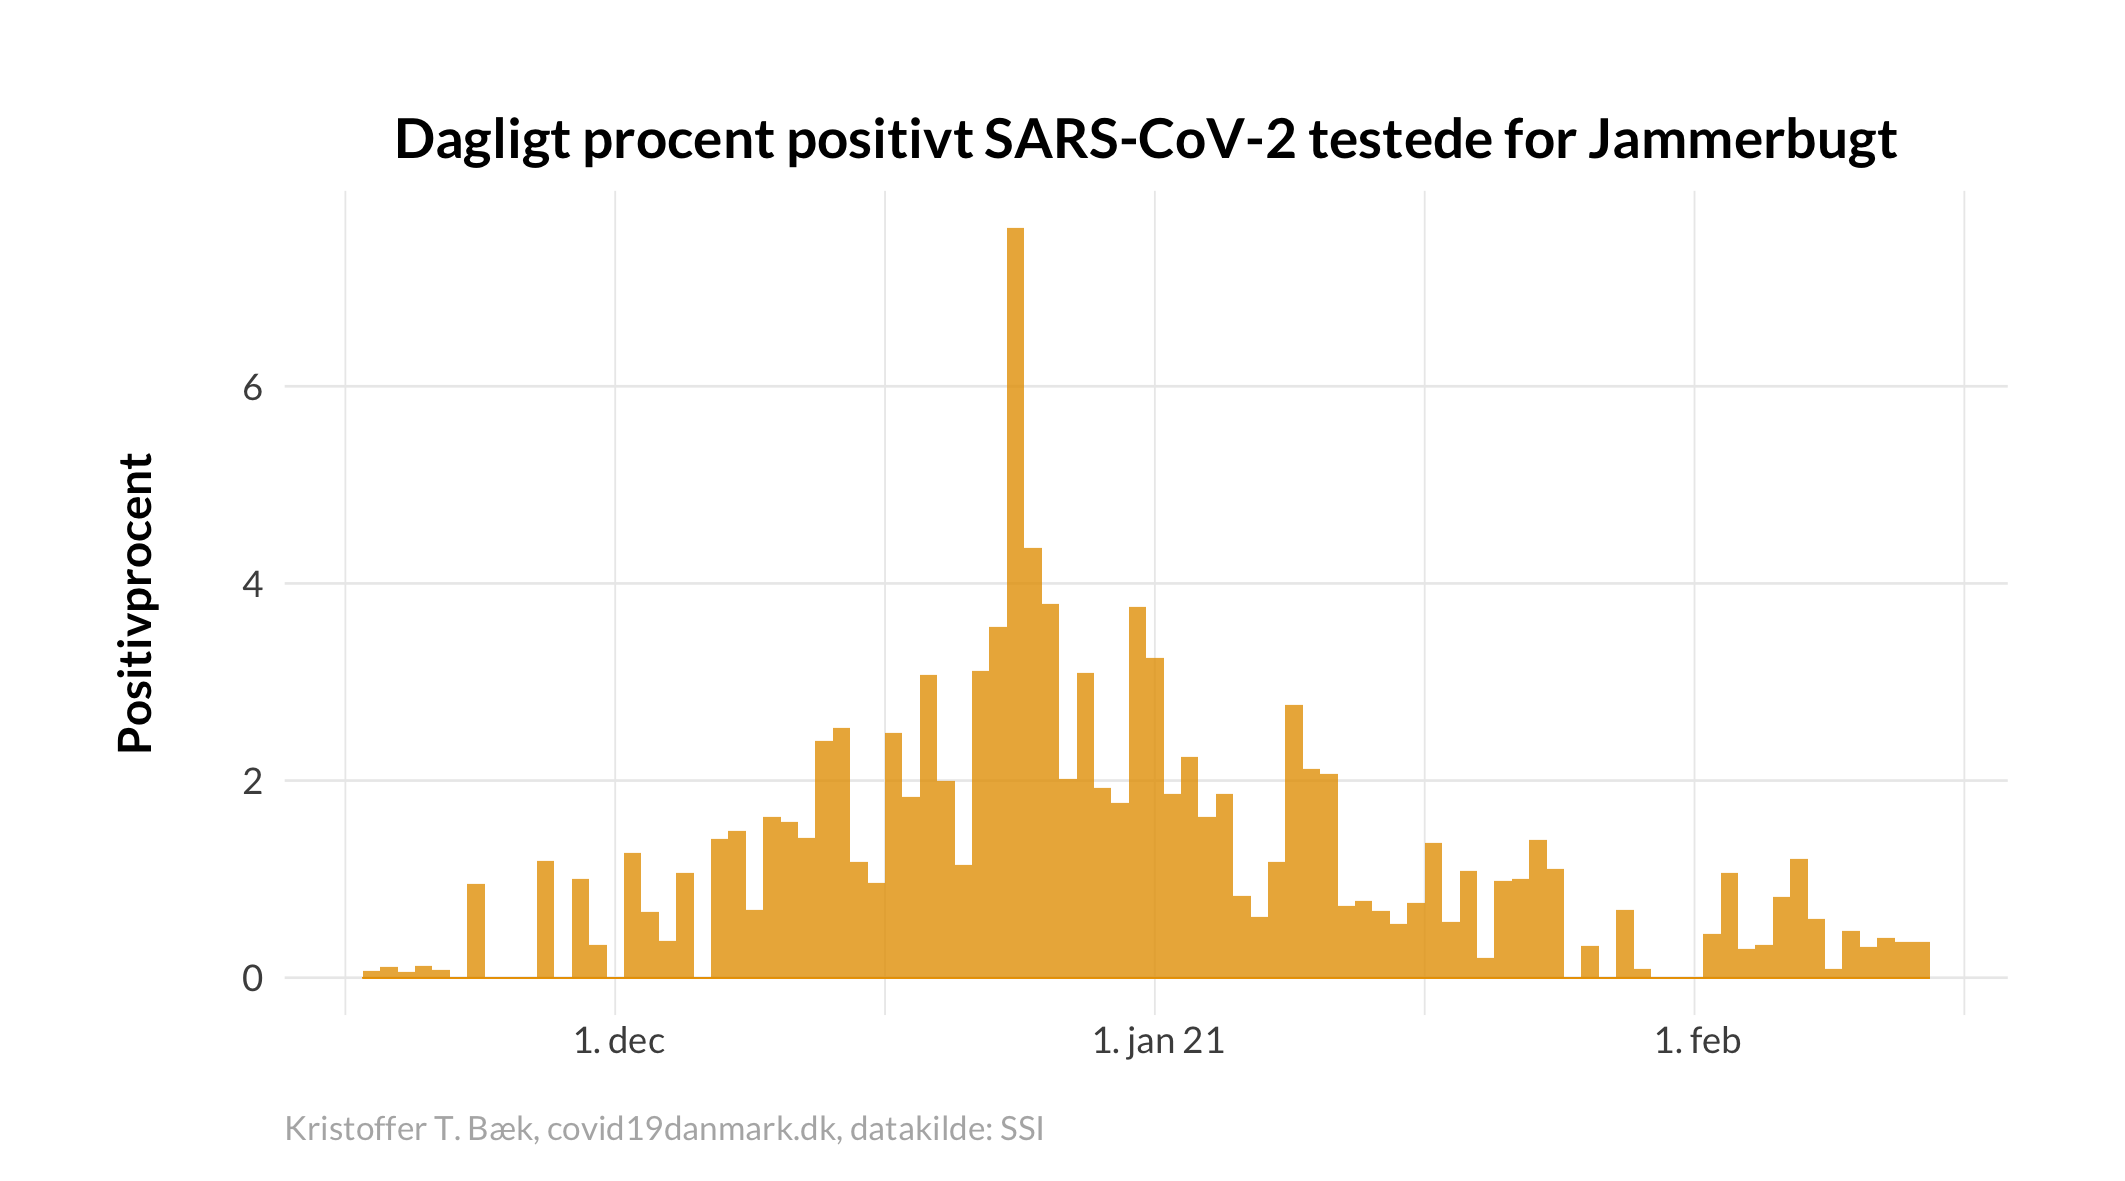 Dagligt procent positivt SARS-CoV-2 testede for Jammerbugt
Positivprocent
6
4
2
0
1. dec
1. jan 21
1. feb
Kristoffer T. Bæk, covid19danmark.dk, datakilde: SSI